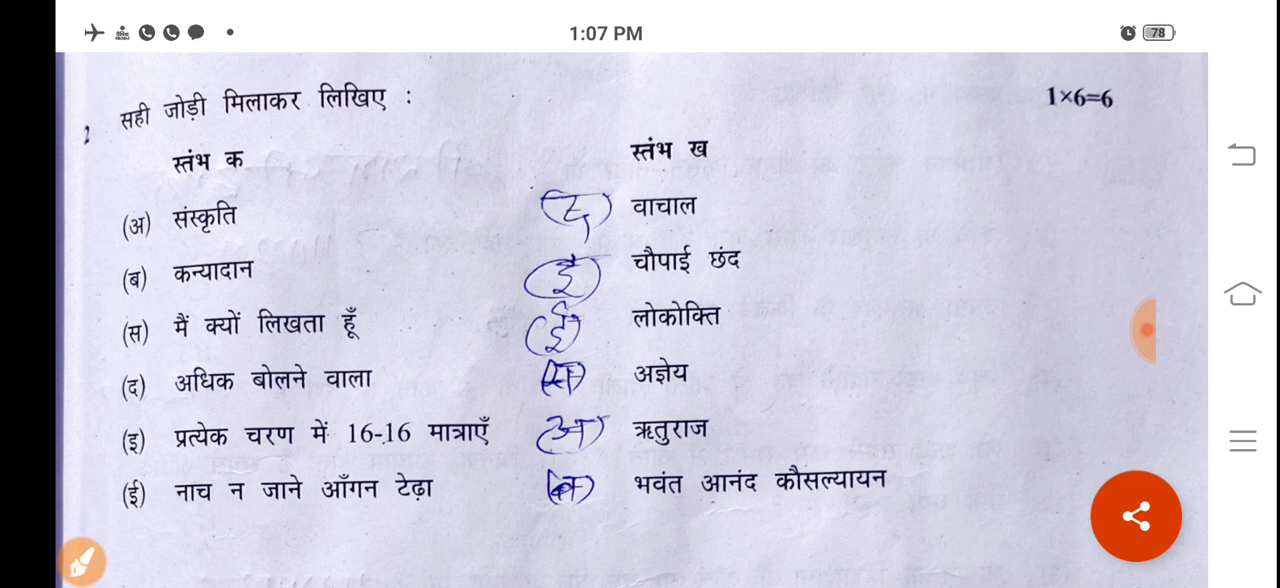 1:07 PM
78
सही जोड़ी मिलाकर लिखिए : 1×6=6
स्तंभ क स्तंभ ख
(अ) संस्कृति (द) वाचाल
(ब) कन्यादान (इ) चौपाई छंद
(स) मैं क्यों लिखता हूँ (ई) लोकोक्ति
(द) अधिक बोलने वाला (स) अज्ञेय
(इ) प्रत्येक चरण में 16-16 मात्राएँ (अ) ऋतुराज
(ई) नाच न जाने आँगन टेढ़ा (ब) भवंत आनंद कौसल्यायन